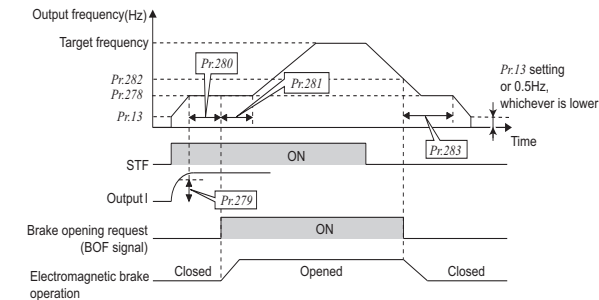 Output frequency(Hz)
Target frequency
Pr.280
Pr.282
Pr.281
Pr.278
Pr.13
Pr.13 setting
or 0.5Hz,
whichever is lower
Time
Pr.283
STF
ON
Output I
Pr.279
Brake opening request
(BOF signal)
ON
Electromagnetic brake
operation
Closed
Opened
Closed